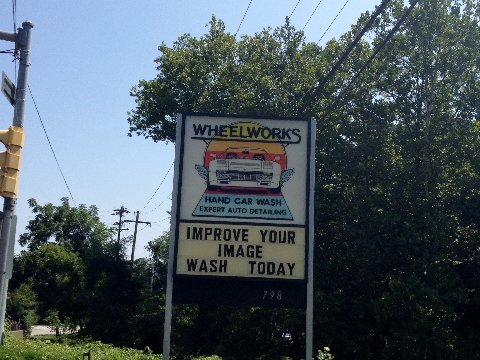 WHEELWORKS
HAND CAR WASH
EXPERT AUTO DETAILING
IMPROVE YOUR
IMAGE
WASH TODAY
798